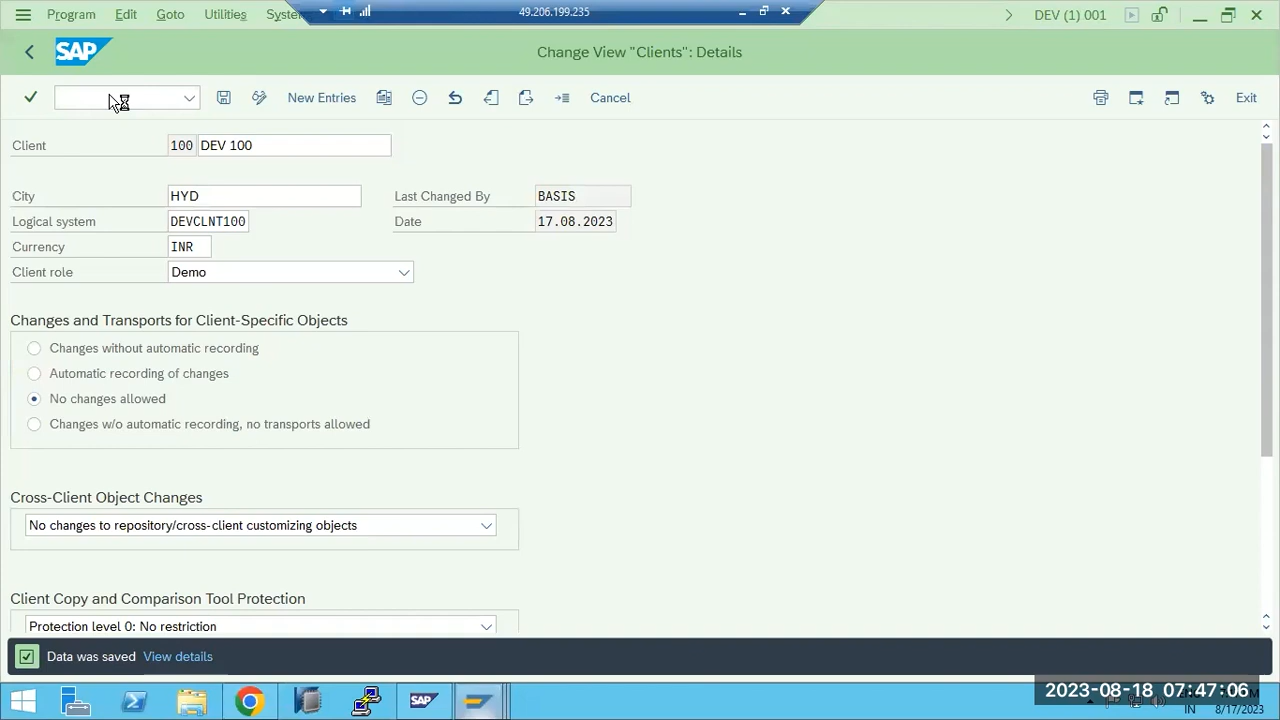 Program Edit Goto Utilities System 49.206.199.235 DEV (1) 001
SAP Change View "Clients": Details
New Entries Cancel Exit
Client 100 DEV 100
City HYD Last Changed By BASIS
Logical system DEVCLNT100 Date 17.08.2023
Currency INR
Client role Demo
Changes and Transports for Client-Specific Objects
Changes without automatic recording
Automatic recording of changes
No changes allowed
Changes w/o automatic recording, no transports allowed
Cross-Client Object Changes
No changes to repository/cross-client customizing objects
Client Copy and Comparison Tool Protection
Protection level 0: No restriction
Data was saved View details
SAP
2023-08-18 07:47:06
IN 8/17/2023